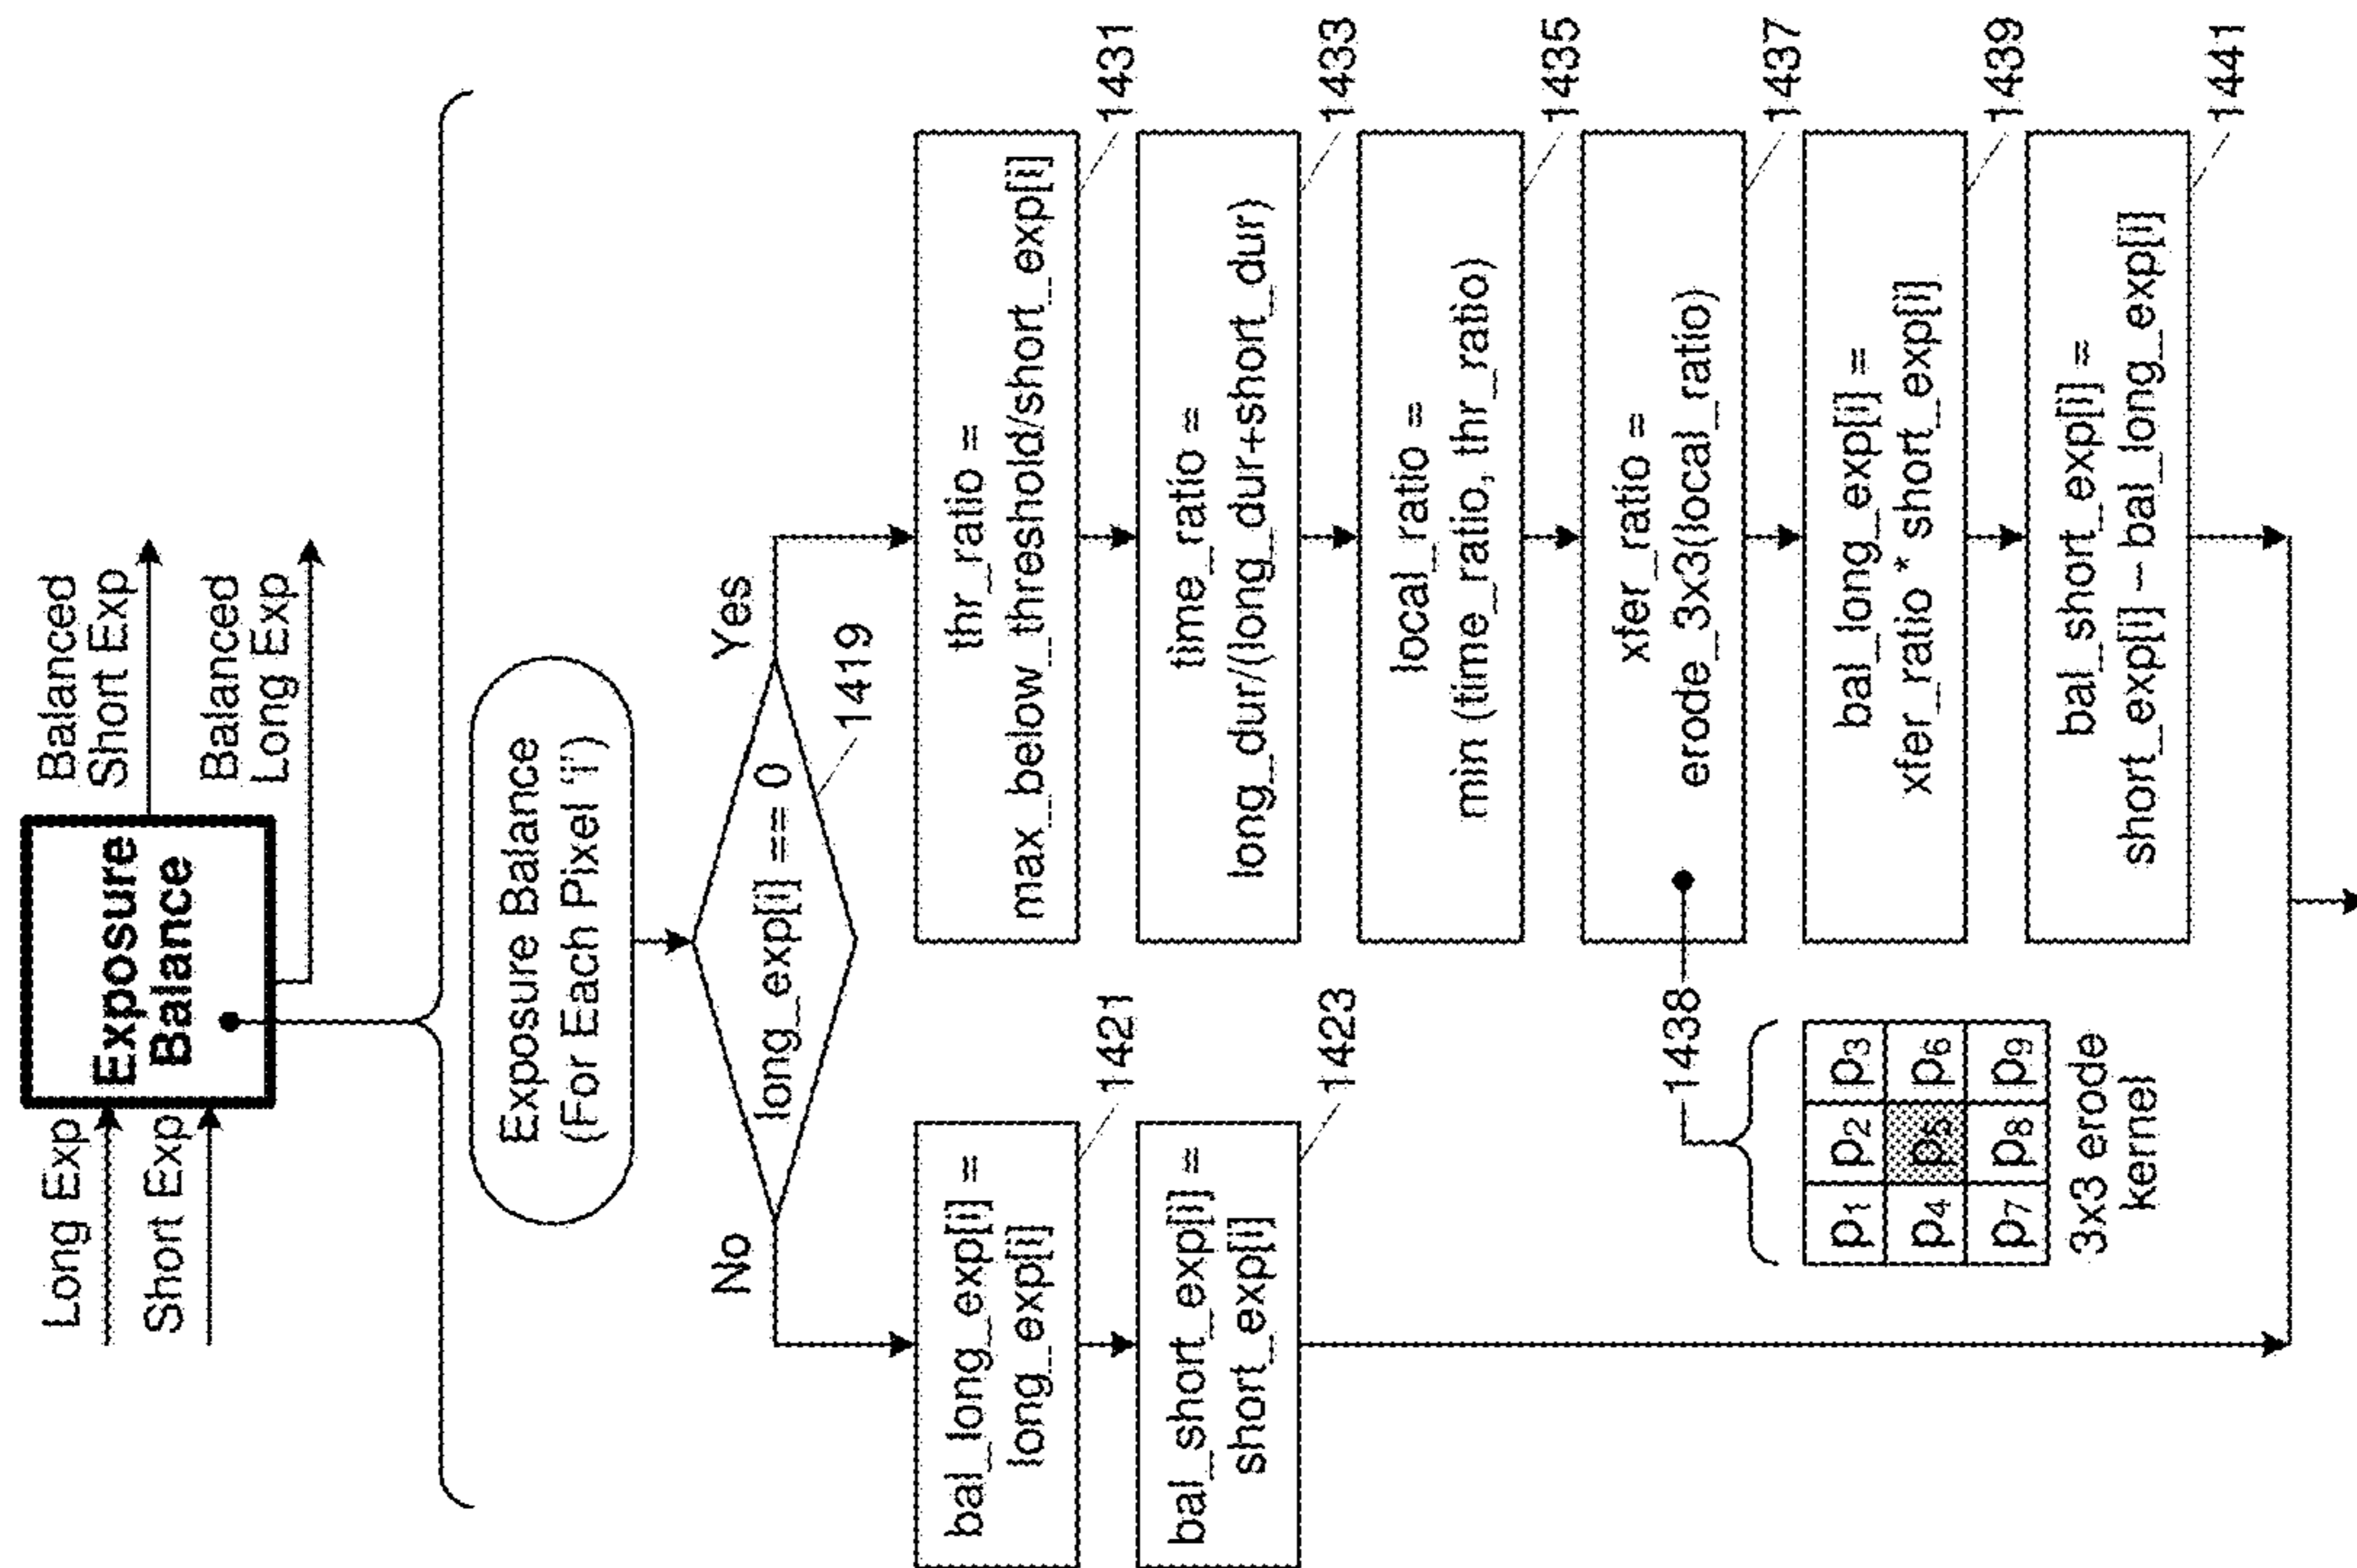 Long Exp
Short Exp
Exposure
Balance
Balanced
Short Exp
Balanced
Long Exp
Exposure Balance
(For Each Pixel 'i')
long_exp[i] == 0
1419
No
Yes
bal_long_exp[i] =
long_exp[i]
1421
bal_short_exp[i] =
short_exp[i]
1423
thr_ratio =
max_below_threshold/short_exp[i]
1431
time_ratio =
long_dur/(long_dur+short_dur)
1433
local_ratio =
min (time_ratio, thr_ratio)
1435
xfer_ratio =
erode_3x3(local_ratio)
1437
1438
p1 p2 p3
p4 p5 p6
p7 p8 p9
3x3 erode
kernel
bal_long_exp[i] =
xfer_ratio * short_exp[i]
1439
bal_short_exp[i] =
short_exp[i] – bal_long_exp[i]
1441